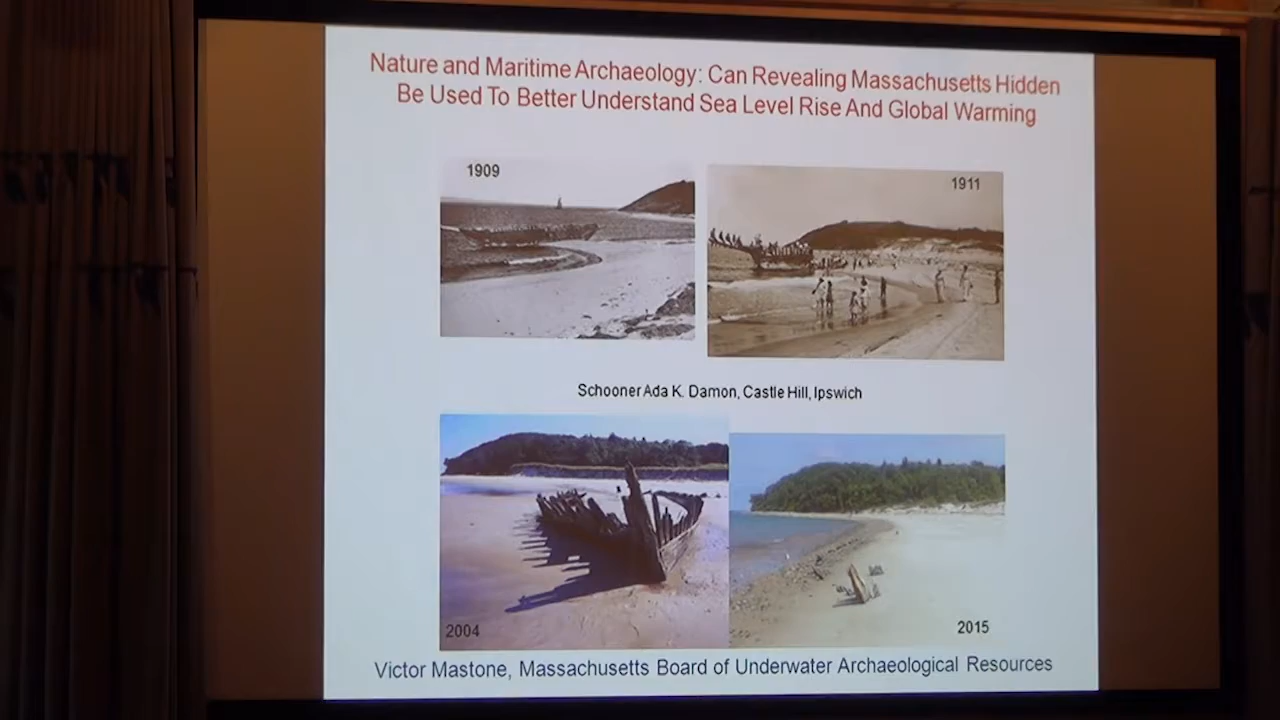 Nature and Maritime Archaeology: Can Revealing Massachusetts Hidden
Be Used To Better Understand Sea Level Rise And Global Warming
1909
1911
Schooner Ada K. Damon, Castle Hill, Ipswich
2004
2015
Victor Mastone, Massachusetts Board of Underwater Archaeological Resources